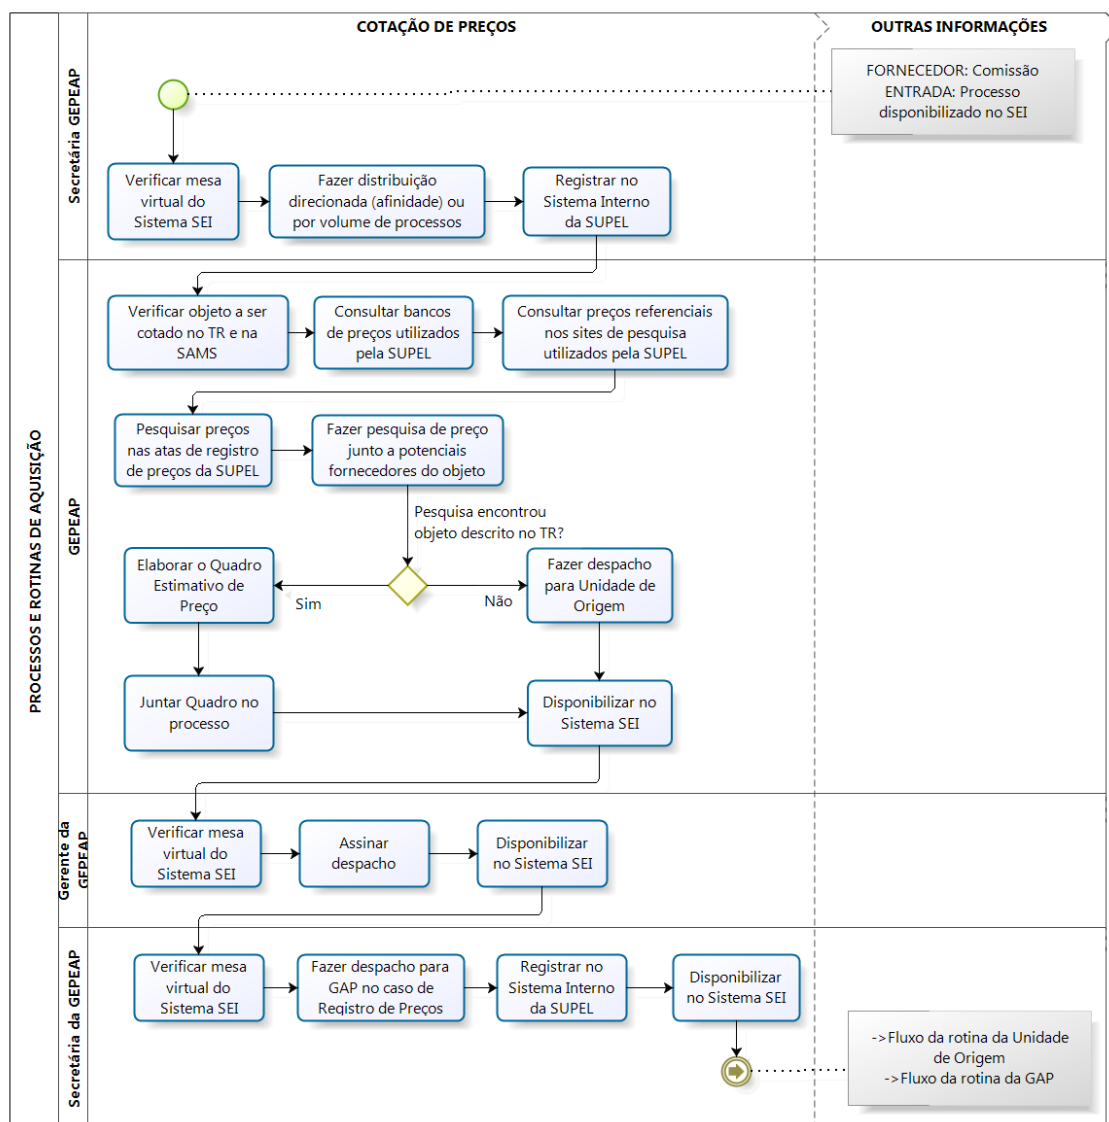 COTAÇÃO DE PREÇOS
OUTRAS INFORMAÇÕES
PROCESSOS E ROTINAS DE AQUISIÇÃO
Secretária GEPEAP
FORNECEDOR: Comissão
ENTRADA: Processo
disponibilizado no SEI
Verificar mesa
virtual do
Sistema SEI
Fazer distribuição
direcionada (afinidade) ou
por volume de processos
Registrar no
Sistema Interno
da SUPEL
GEPEAP
Verificar objeto a ser
cotado no TR e na
SAMS
Consultar bancos
de preços utilizados
pela SUPEL
Consultar preços referenciais
nos sites de pesquisa
utilizados pela SUPEL
Pesquisar preços
nas atas de registro
de preços da SUPEL
Fazer pesquisa de preço
junto a potenciais
fornecedores do objeto
Pesquisa encontrou
objeto descrito no TR?
Elaborar o Quadro
Estimativo de
Preço
Sim
Não
Fazer despacho
para Unidade de
Origem
Juntar Quadro no
processo
Disponibilizar no
Sistema SEI
Gerente da
GEPEAP
Verificar mesa
virtual do
Sistema SEI
Assinar
despacho
Disponibilizar
no Sistema SEI
Secretária da GEPEAP
Verificar mesa
virtual do
Sistema SEI
Fazer despacho para
GAP no caso de
Registro de Preços
Registrar no
Sistema Interno
da SUPEL
Disponibilizar
no Sistema SEI
->Fluxo da rotina da Unidade
de Origem
->Fluxo da rotina da GAP